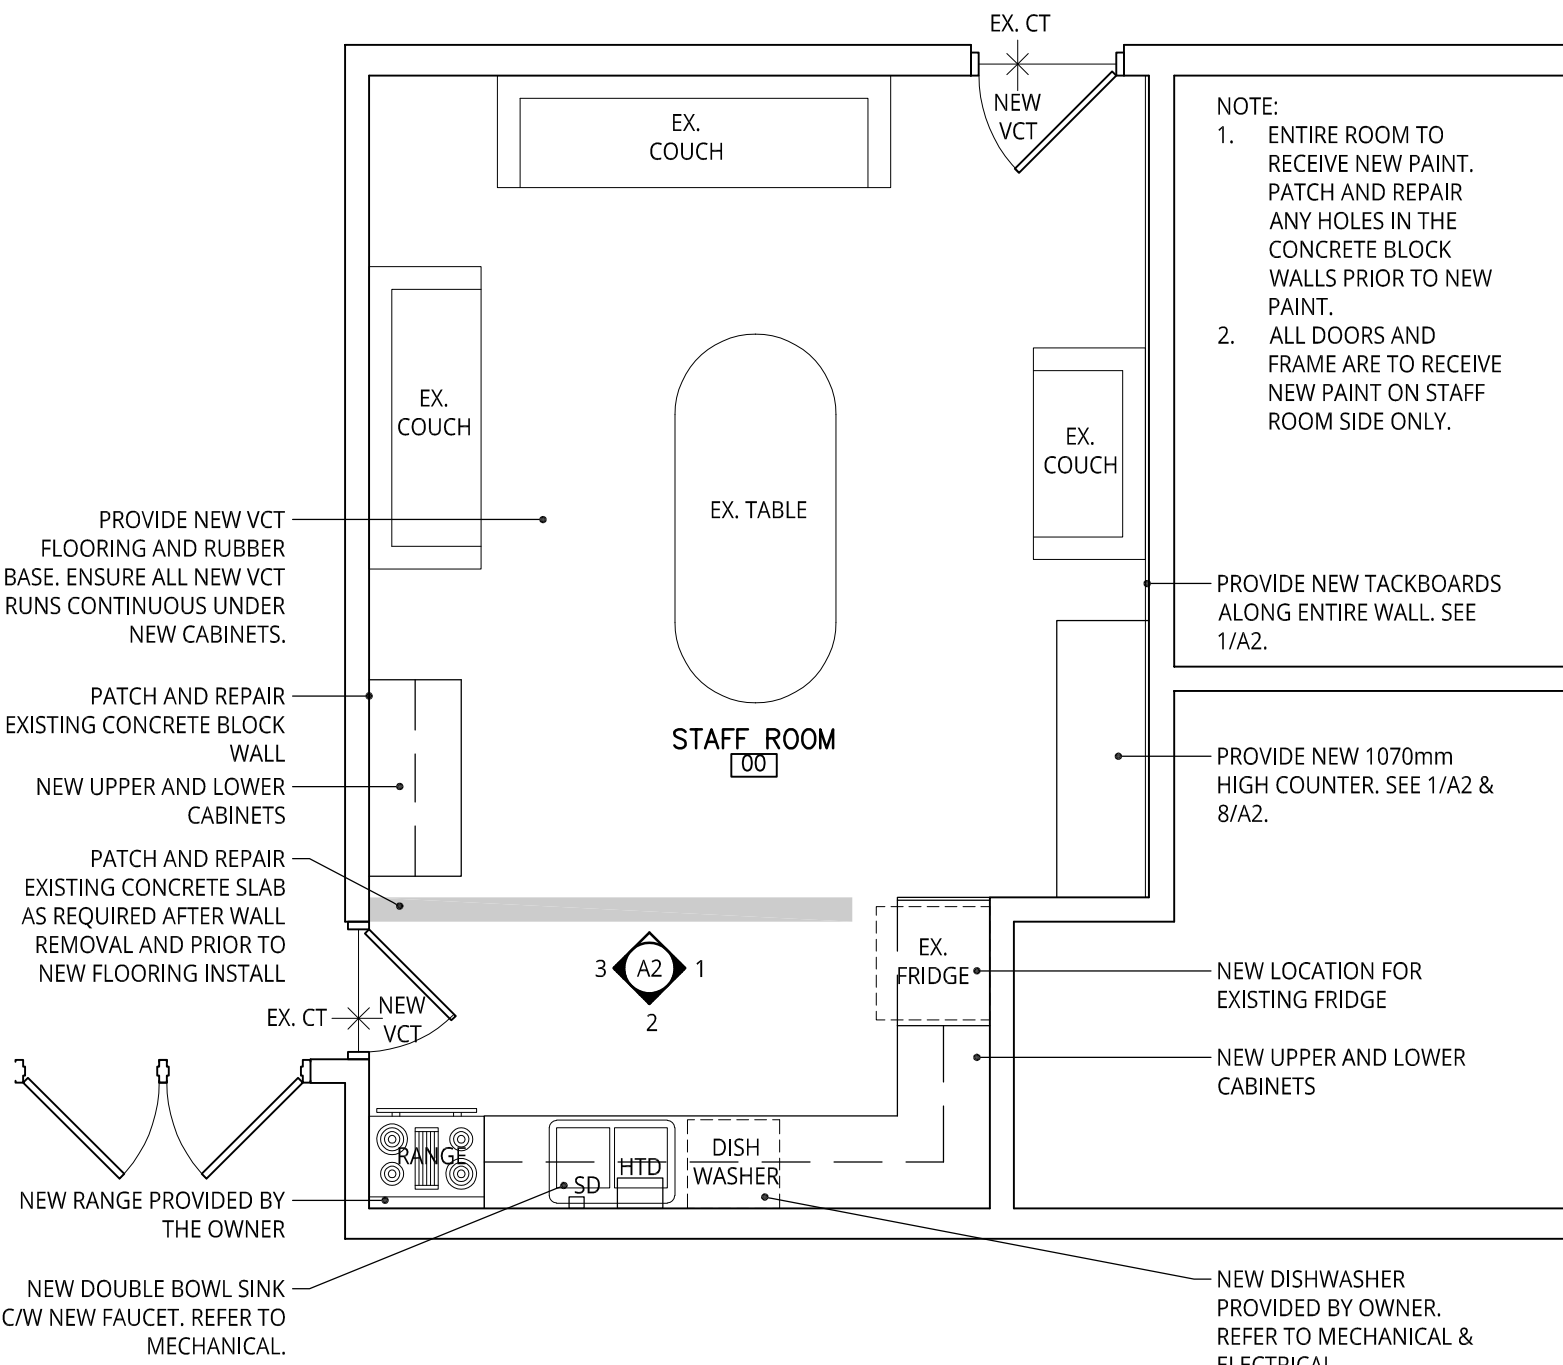 EX. CT
NEW
VCT
EX.
COUCH
NOTE:
1. ENTIRE ROOM TO
RECEIVE NEW PAINT.
PATCH AND REPAIR
ANY HOLES IN THE
CONCRETE BLOCK
WALLS PRIOR TO NEW
PAINT.
2. ALL DOORS AND
FRAME ARE TO RECEIVE
NEW PAINT ON STAFF
ROOM SIDE ONLY.
EX.
COUCH
EX.
COUCH
EX. TABLE
PROVIDE NEW VCT
FLOORING AND RUBBER
BASE. ENSURE ALL NEW VCT
RUNS CONTINUOUS UNDER
NEW CABINETS.
PROVIDE NEW TACKBOARDS
ALONG ENTIRE WALL. SEE
1/A2.
PATCH AND REPAIR
EXISTING CONCRETE BLOCK
WALL
STAFF ROOM
00
NEW UPPER AND LOWER
CABINETS
PROVIDE NEW 1070mm
HIGH COUNTER. SEE 1/A2 &
8/A2.
PATCH AND REPAIR
EXISTING CONCRETE SLAB
AS REQUIRED AFTER WALL
REMOVAL AND PRIOR TO
NEW FLOORING INSTALL
3 A2 1
2
EX.
FRIDGE
NEW LOCATION FOR
EXISTING FRIDGE
EX. CT
NEW
VCT
NEW UPPER AND LOWER
CABINETS
RANGE
SD
HTD
DISH
WASHER
NEW RANGE PROVIDED BY
THE OWNER
NEW DOUBLE BOWL SINK
C/W NEW FAUCET. REFER TO
MECHANICAL.
NEW DISHWASHER
PROVIDED BY OWNER.
REFER TO MECHANICAL &
ELECTRICAL